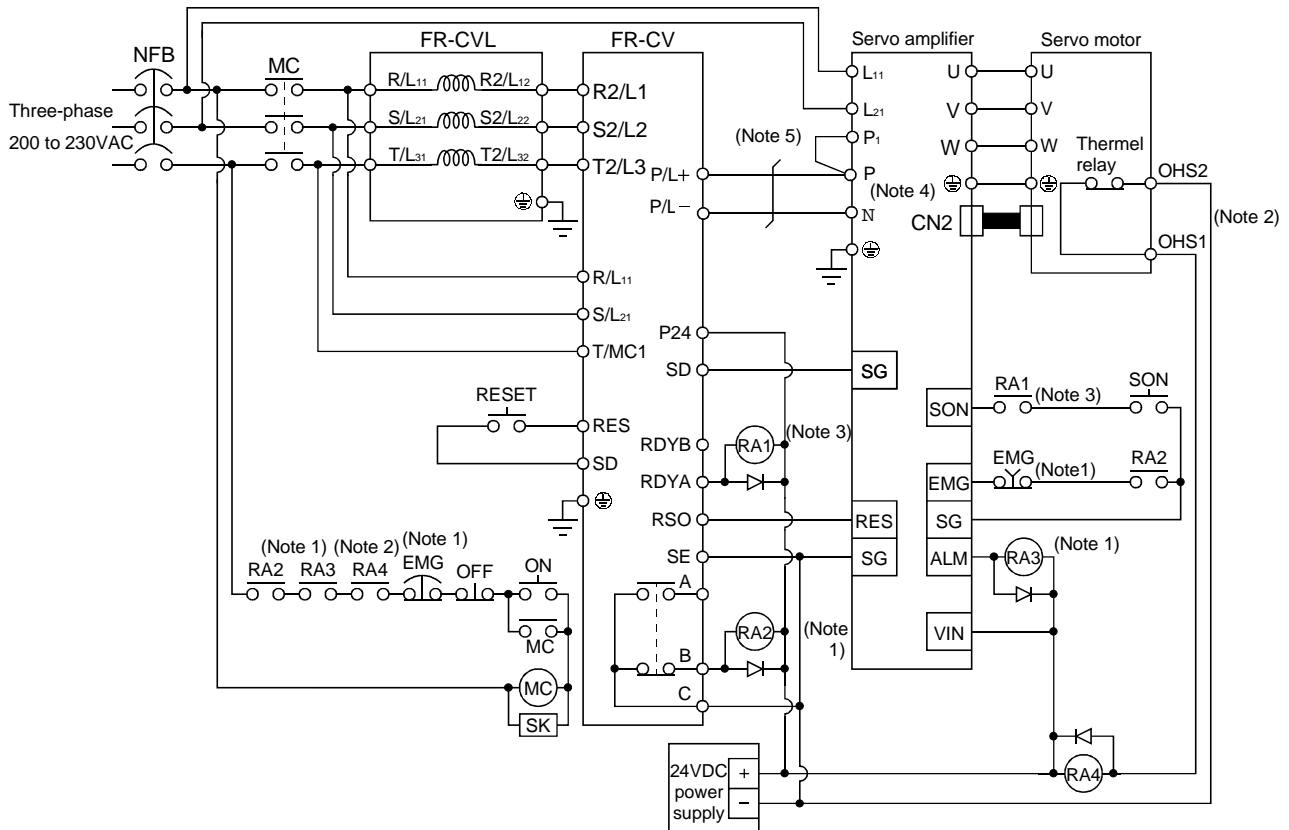 FR-CVL
FR-CV
Servo amplifier
Servo motor
NFB
MC
Three-phase
200 to 230VAC
R/L11
R2/L12
S/L21
S2/L22
T/L31
T2/L32
R2/L1
S2/L2
T2/L3
P/L+
P/L−
R/L11
S/L21
T/MC1
P24
SD
RESET
RES
SD
RDYB
RDYA
RSO
SE
A
B
C
RA1
(Note 3)
RA2
(Note
1)
(Note 5)
L11
L21
P1
P
(Note 4)
N
SG
RES
SG
U
V
W
CN2
U
V
W
Thermel
relay
OHS2
(Note 2)
OHS1
SON
RA1
(Note 3)
SON
EMG
EMG
(Note1)
RA2
SG
ALM
RA3
(Note 1)
VIN
RA4
(Note 1)
(Note 2)
(Note 1)
RA2
RA3
RA4
EMG
OFF
ON
MC
MC
SK
24VDC
power
supply
+
−